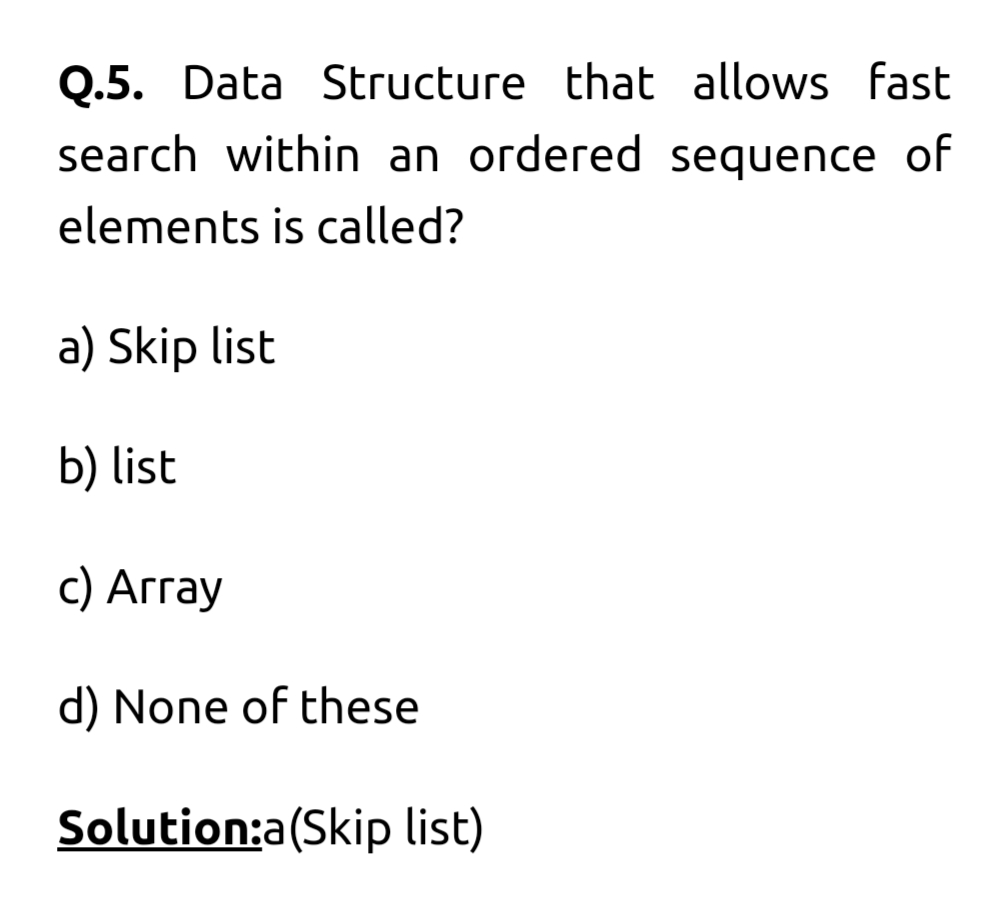 Q.5. Data Structure that allows fast
search within an ordered sequence of
elements is called?
a) Skip list
b) list
c) Array
d) None of these
Solution:a(Skip list)